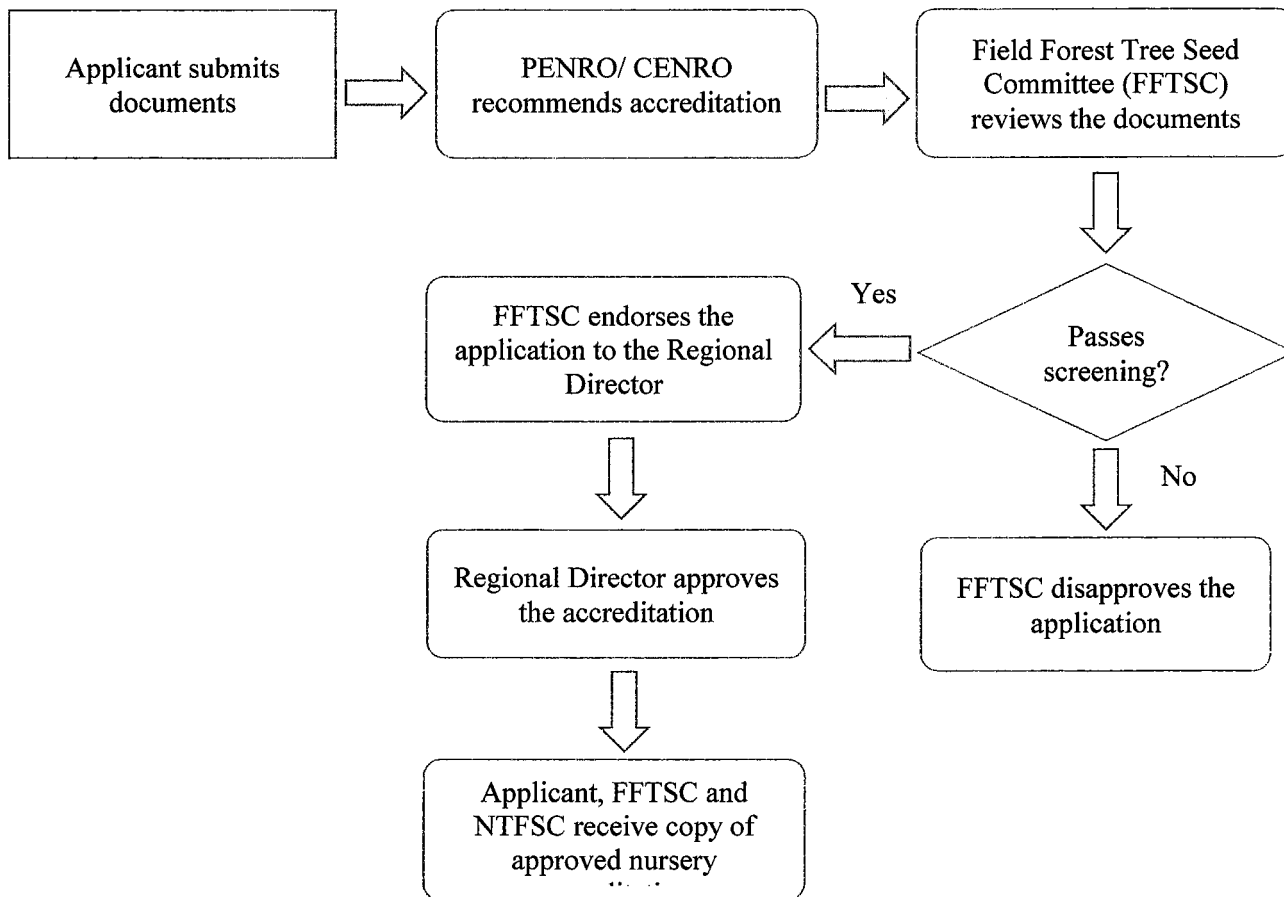 Applicant submits
documents
PENRO/ CENRO
recommends accreditation
Field Forest Tree Seed
Committee (FFTSC)
reviews the documents
Passes
screening?
Yes
No
FFTSC endorses the
application to the Regional
Director
Regional Director approves
the accreditation
FFTSC disapproves the
application
Applicant, FFTSC and
NTFSC receive copy of
approved nursery